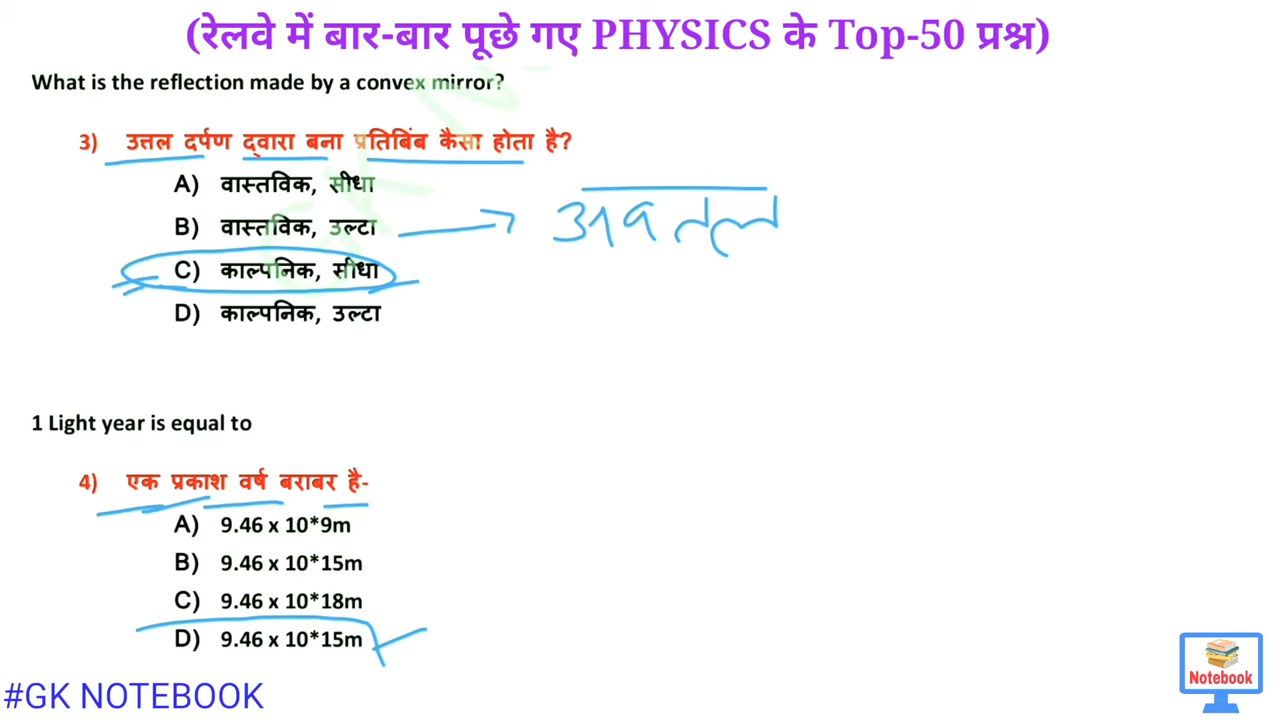 (रेलवे में बार-बार पूछे गए PHYSICS के Top-50 प्रश्न)
What is the reflection made by a convex mirror?
3) उत्तल दर्पण द्वारा बना प्रतिबिंब कैसा होता है?
A) वास्तविक, सीधा
B) वास्तविक, उल्टा
अवतल
C) काल्पनिक, सीधा
D) काल्पनिक, उल्टा
1 Light year is equal to
4) एक प्रकाश वर्ष बराबर है-
A) 9.46 x 10*9m
B) 9.46 x 10*15m
C) 9.46 x 10*18m
D) 9.46 x 10*15m
Notebook
#GK NOTEBOOK